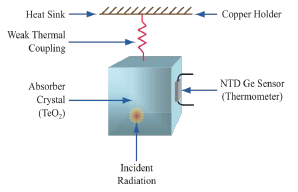 Heat Sink
Copper Holder
Weak Thermal
Coupling
Absorber
Crystal
(TeO₂)
NTD Ge Sensor
(Thermometer)
Incident
Radiation